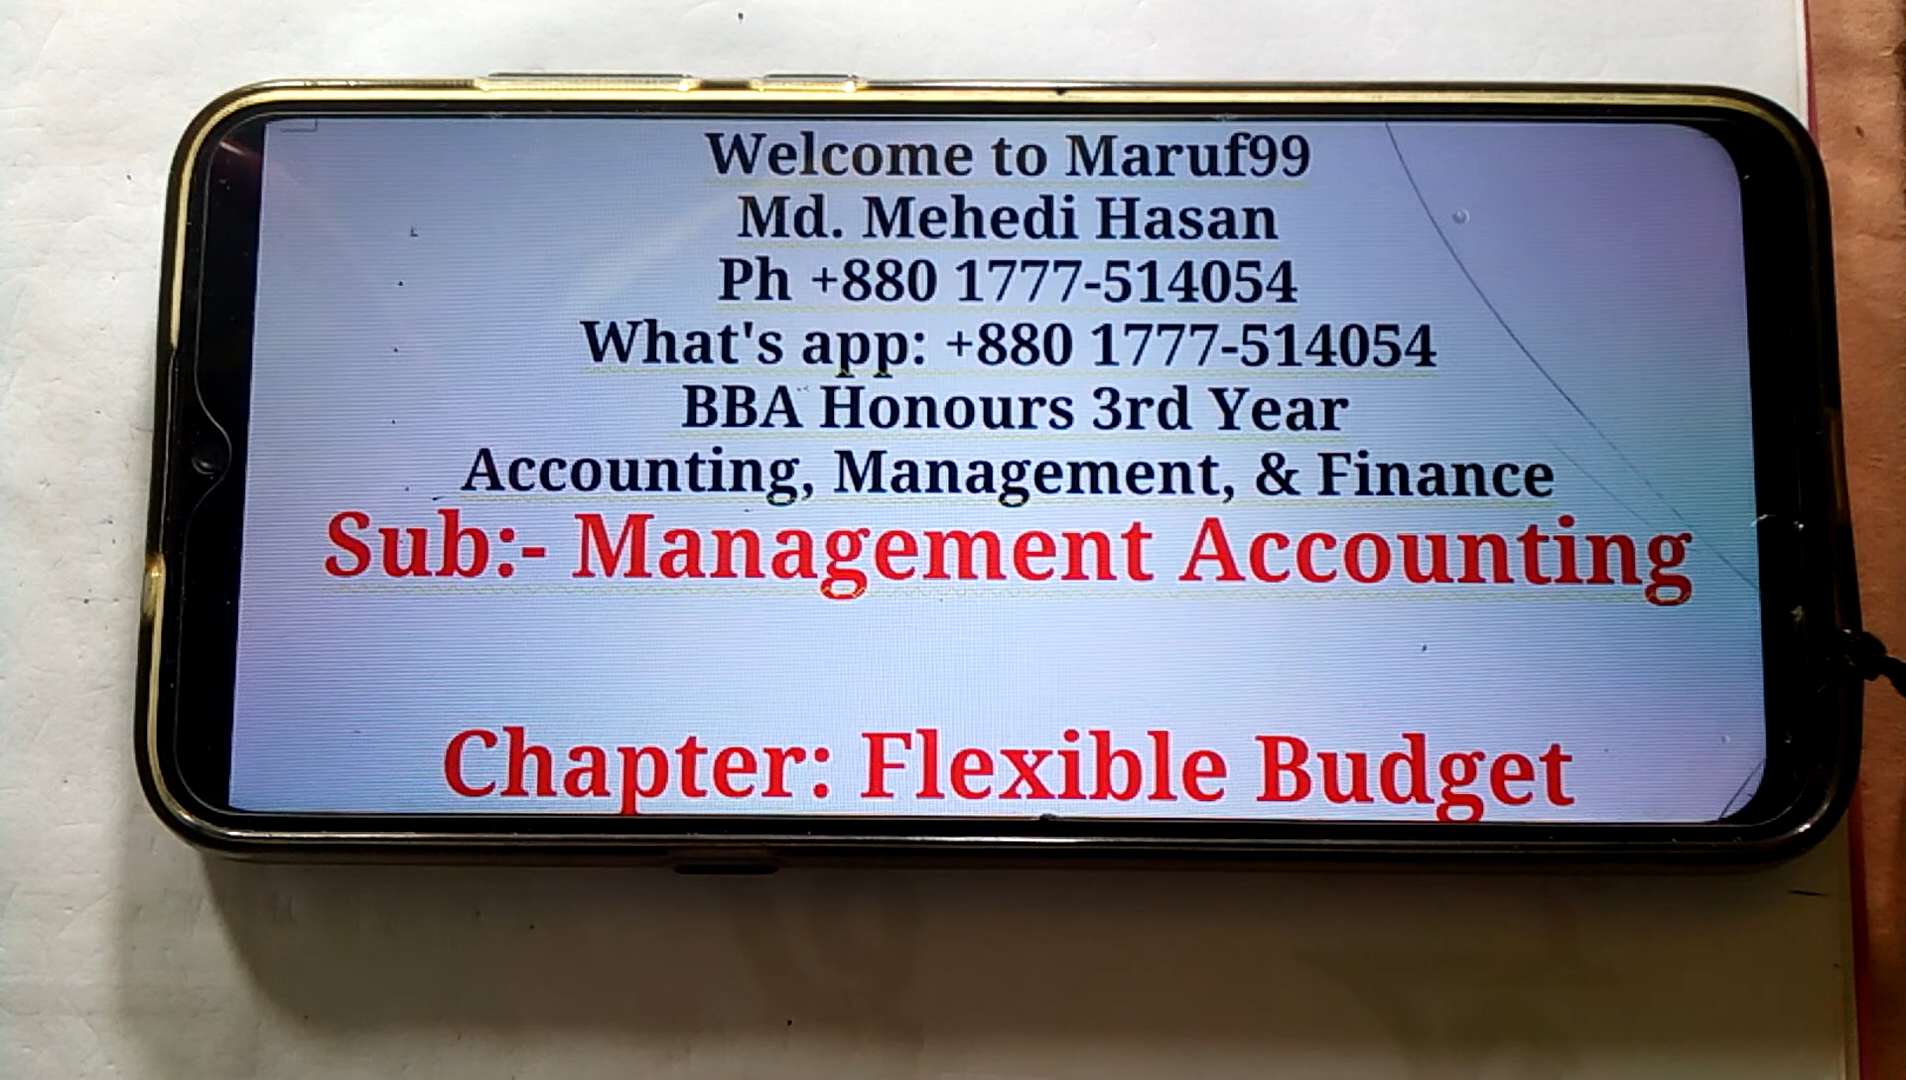 Welcome to Maruf99
Md. Mehedi Hasan
Ph +880 1777-514054
What's app: +880 1777-514054
BBA Honours 3rd Year
Accounting, Management, & Finance
Sub:- Management Accounting
Chapter: Flexible Budget